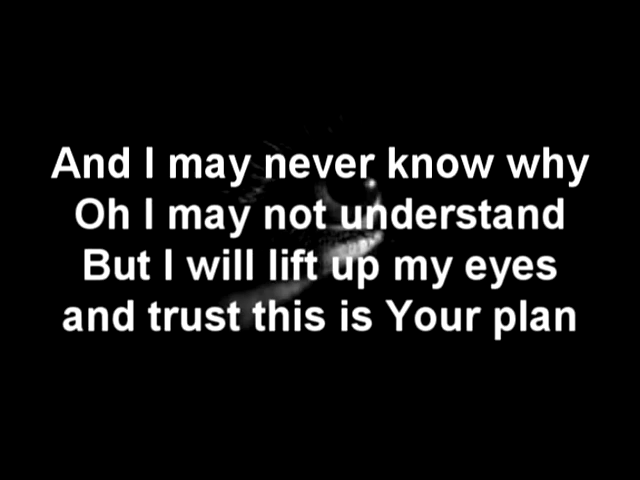 And I may never know why
Oh I may not understand
But I will lift up my eyes
and trust this is Your plan